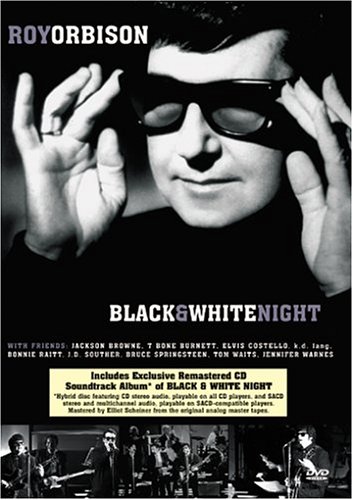 ROYORBISON
BLACK&WHITENIGHT
WITH FRIENDS: JACKSON BROWNE, T BONE BURNETT, ELVIS COSTELLO, k.d. lang,
BONNIE RAITT, J.D. SOUTHER, BRUCE SPRINGSTEEN, TOM WAITS, JENNIFER WARNES
Includes Exclusive Remastered CD
Soundtrack Album* of BLACK & WHITE NIGHT
*Hybrid disc featuring CD stereo audio, playable on all CD players, and SACD
stereo and multichannel audio, playable on SACD-compatible players.
Mastered by Elliot Scheiner from the original analog master tapes.
DVD